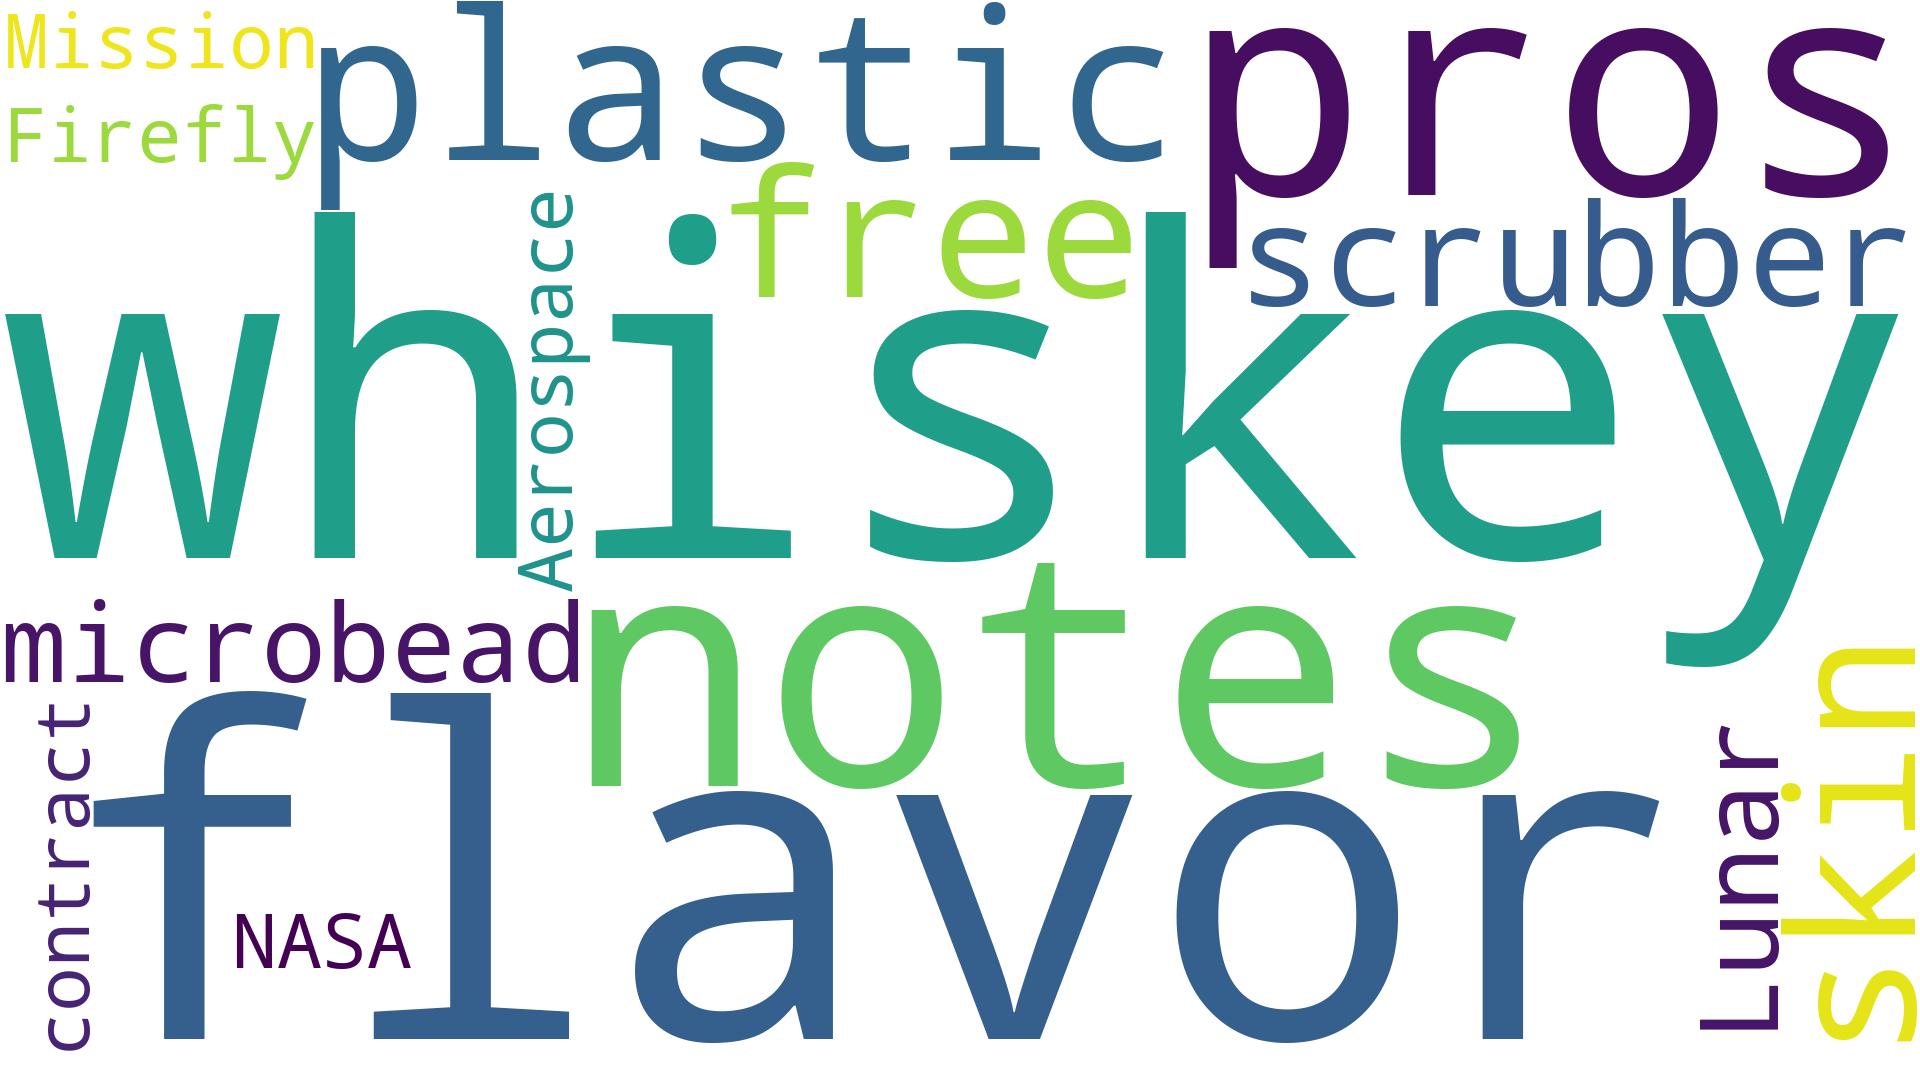 Mission
plastic
pros
Firefly
free
scrubber
Aerospace
whiskey
microbead
notes
skin
contract
flavor
Lunar
NASA